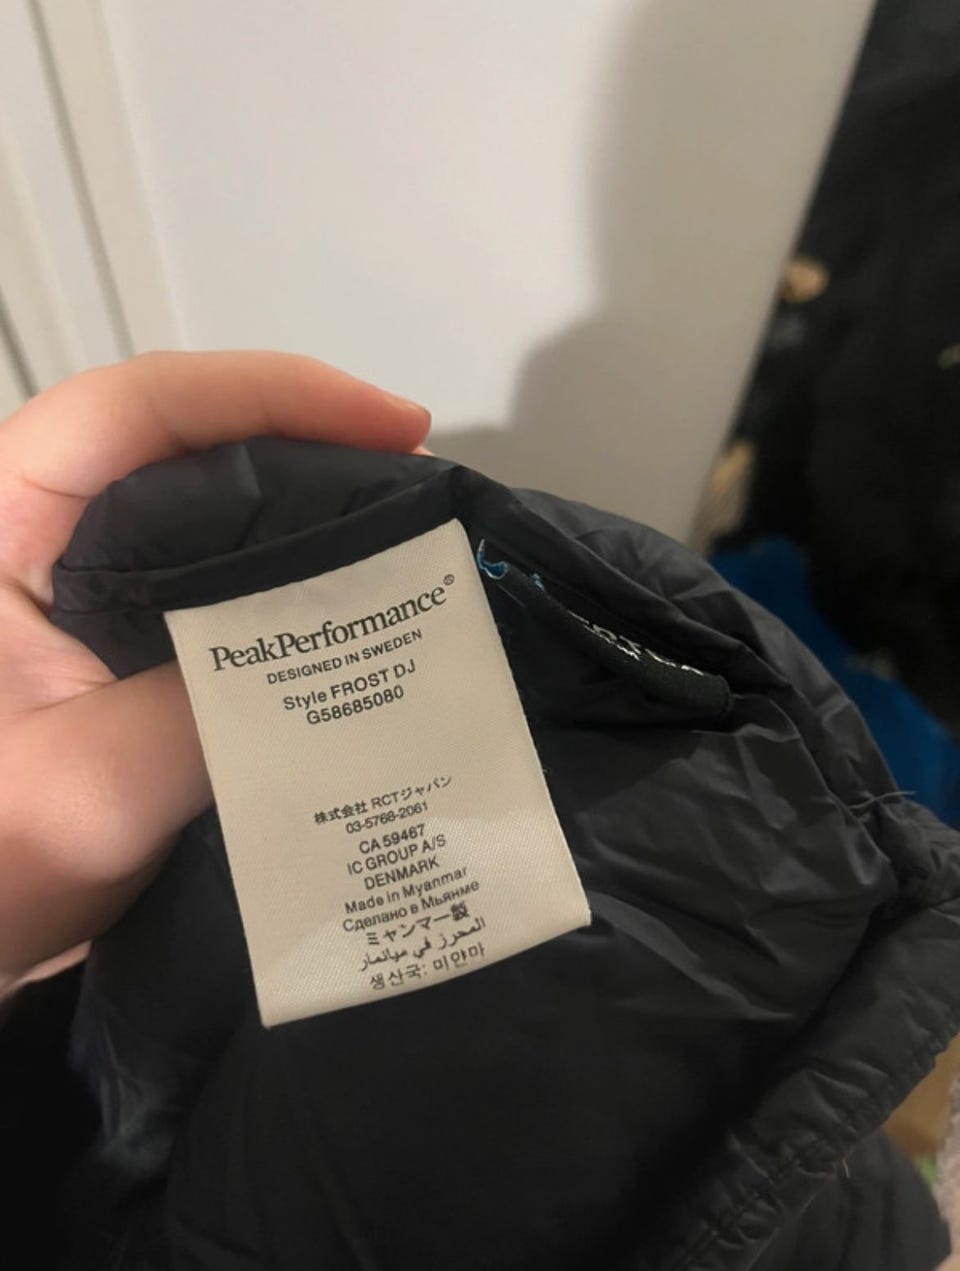 PeakPerformance®
DESIGNED IN SWEDEN
Style FROST DJ
G58685080
株式会社 RCTジャパン
03-5768-2061
CA 59467
IC GROUP A/S
DENMARK
Made in Myanmar
Сделано в Мьянме
ミャンマー製
المحرز في ميانمار
생산국: 미얀마